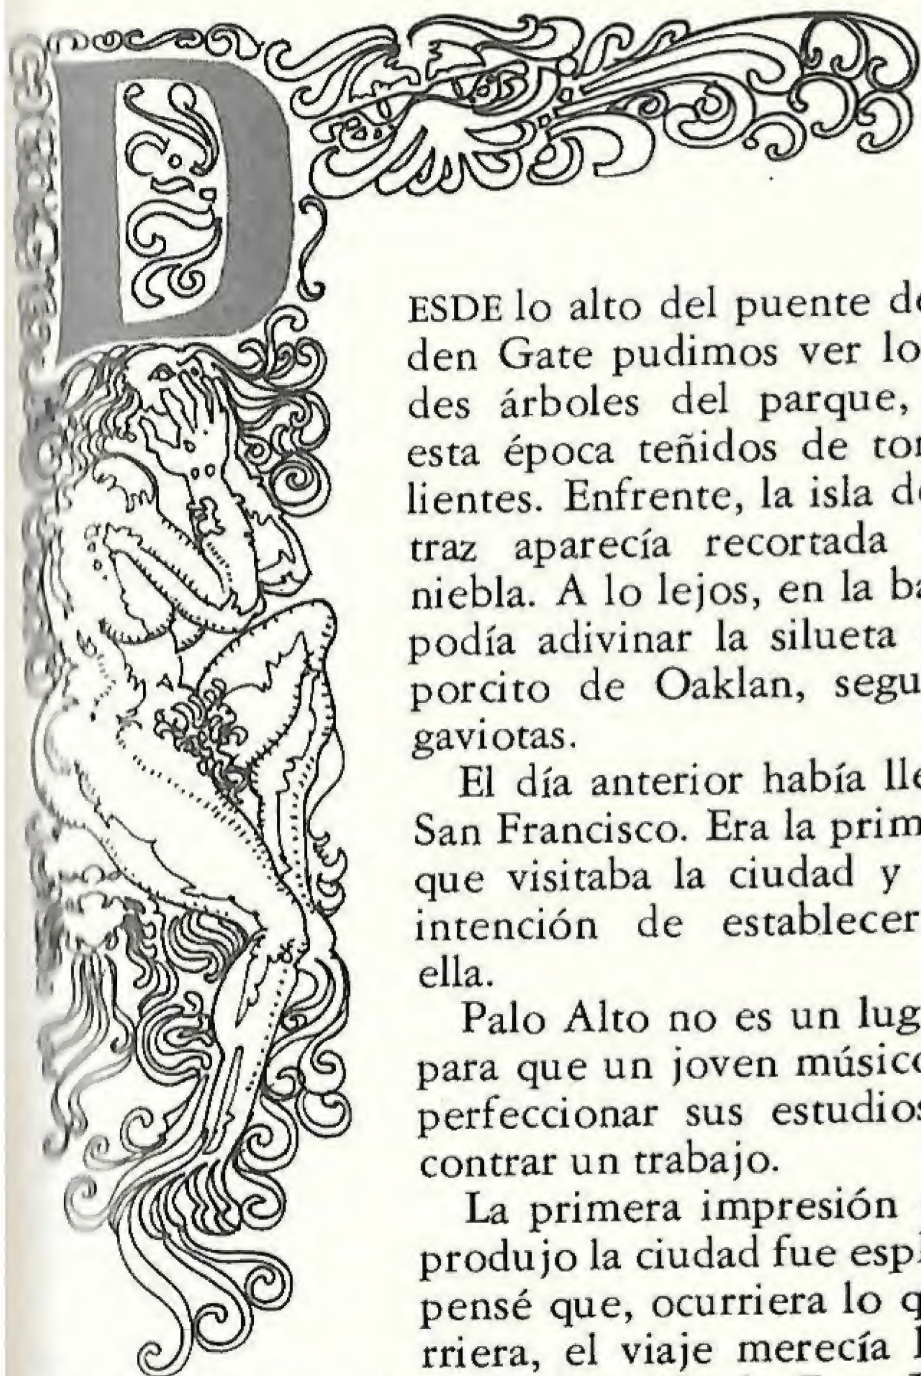 DESDE lo alto del puente de
den Gate pudimos ver lo
des árboles del parque,
esta época teñidos de to
lientes. Enfrente, la isla d
traz aparecía recortada
niebla. A lo lejos, en la ba
podía adivinar la silueta
porcito de Oaklan, segu
gaviotas.
El día anterior había lle
San Francisco. Era la prim
que visitaba la ciudad y
intención de establecer
ella.
Palo Alto no es un lug
para que un joven músic
perfeccionar sus estudios
contrar un trabajo.
La primera impresión
produjo la ciudad fue esp
pensé que, ocurriera lo q
rriera, el viaje merecía l